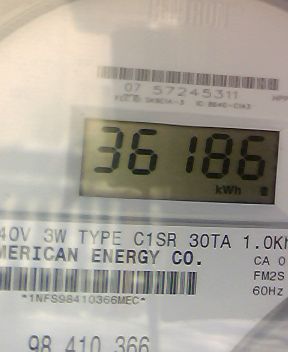 07 57245311
36186
kWh
40V 3W TYPE C1SR 30TA 1.0Kh
MERICAN ENERGY CO.
CA 0
FM2S
60Hz
*1NFS98410366MEC*
98 410 366